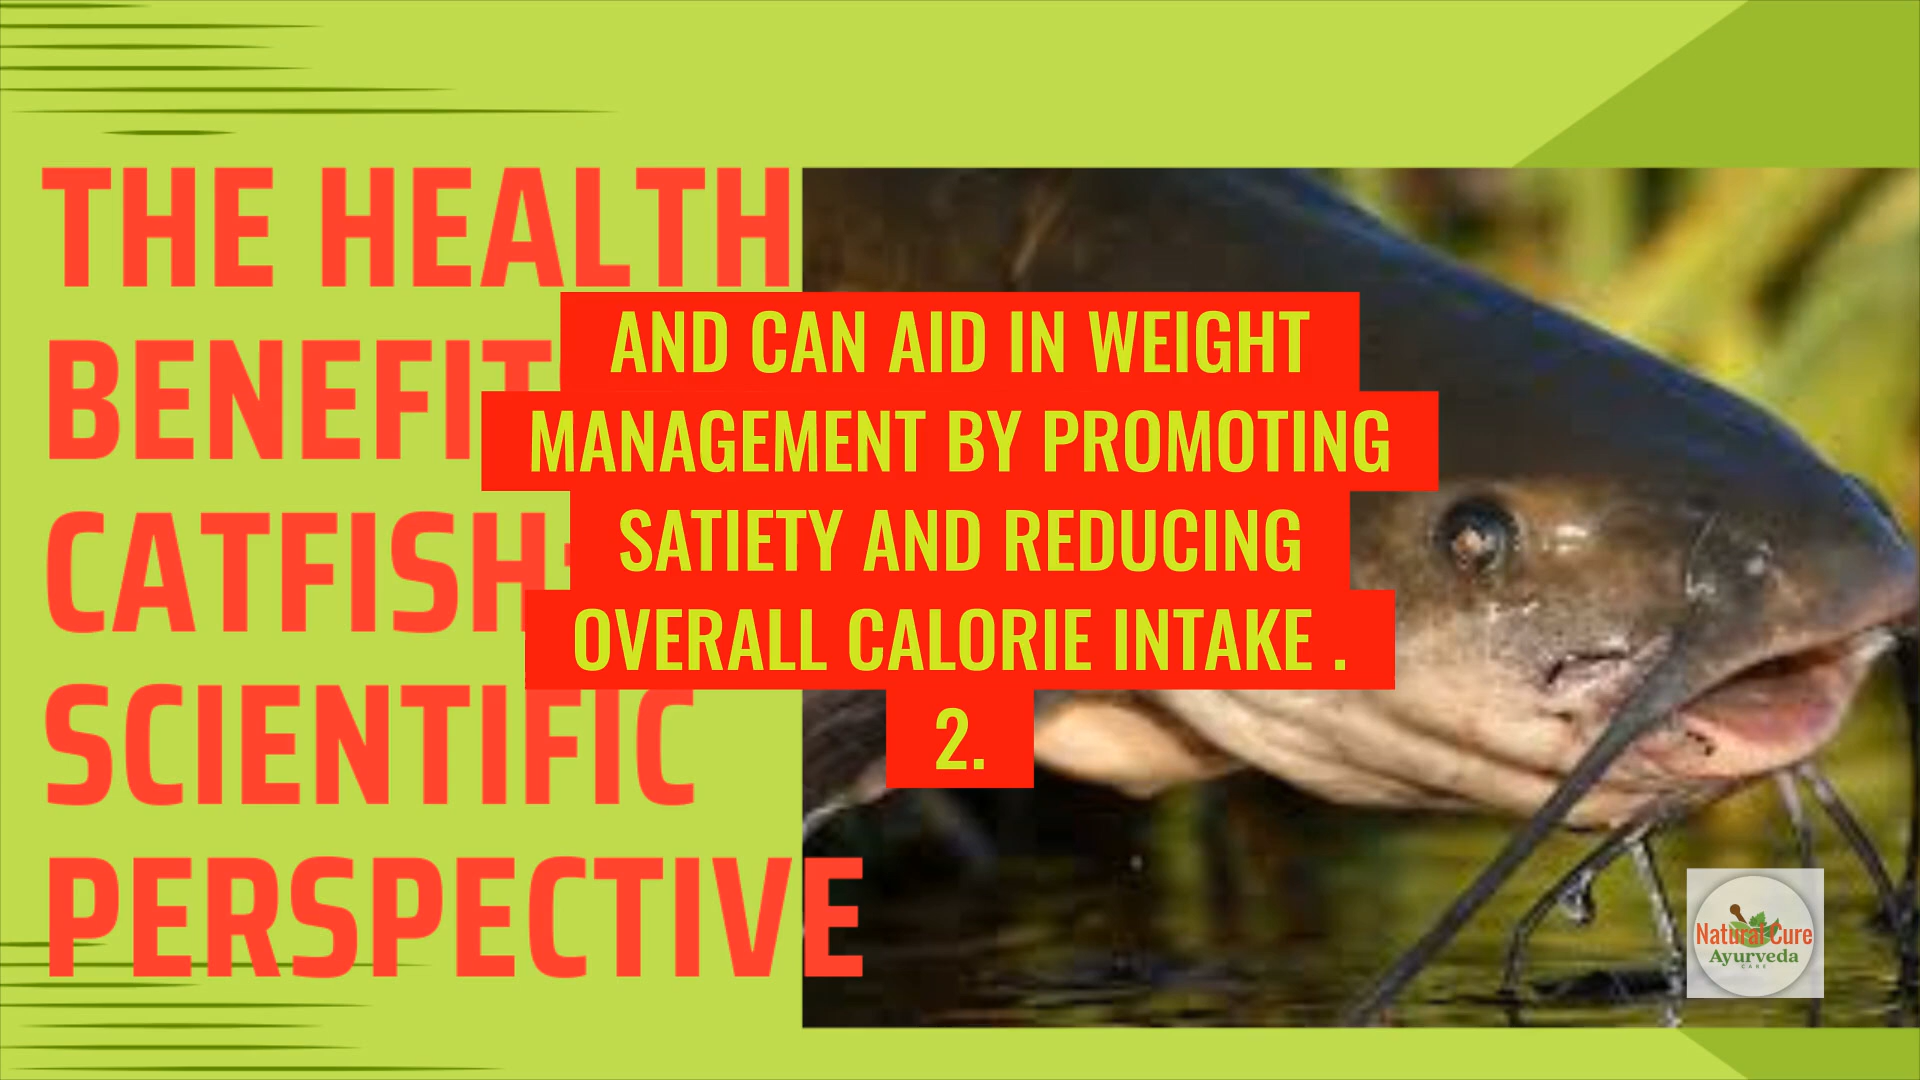 THE HEALTH
BENEFIT
CATFISH:
SCIENTIFIC
PERSPECTIVE
AND CAN AID IN WEIGHT
MANAGEMENT BY PROMOTING
SATIETY AND REDUCING
OVERALL CALORIE INTAKE .
2.
Natural Cure
Ayurveda
CARE